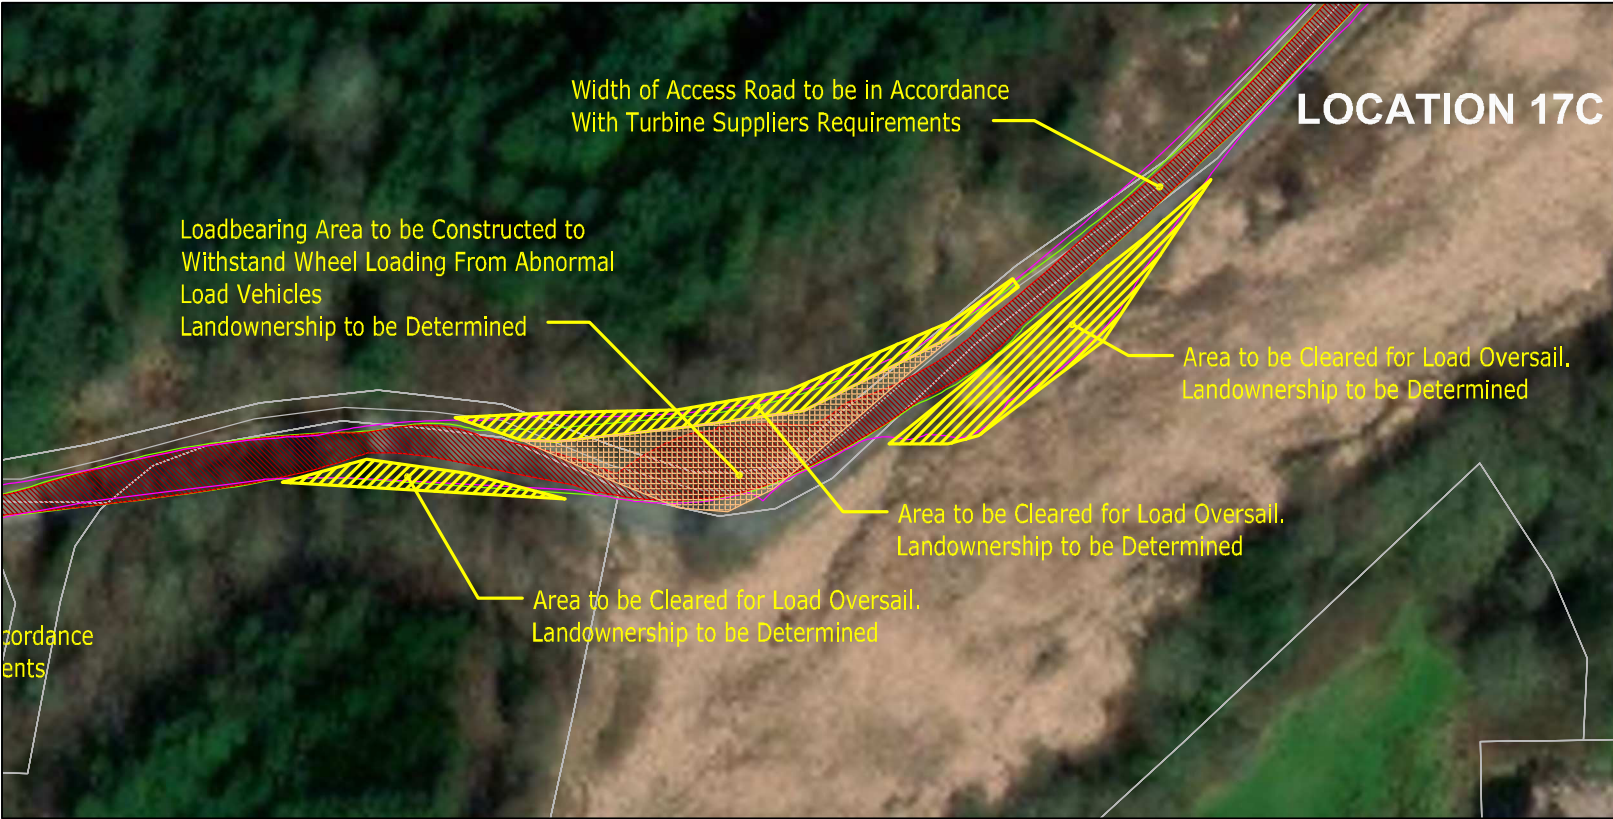 Width of Access Road to be in Accordance
With Turbine Suppliers Requirements
LOCATION 17C
Loadbearing Area to be Constructed to
Withstand Wheel Loading From Abnormal
Load Vehicles
Landownership to be Determined
Area to be Cleared for Load Oversail.
Landownership to be Determined
Area to be Cleared for Load Oversail.
Landownership to be Determined
Area to be Cleared for Load Oversail.
Landownership to be Determined
cordance
ents